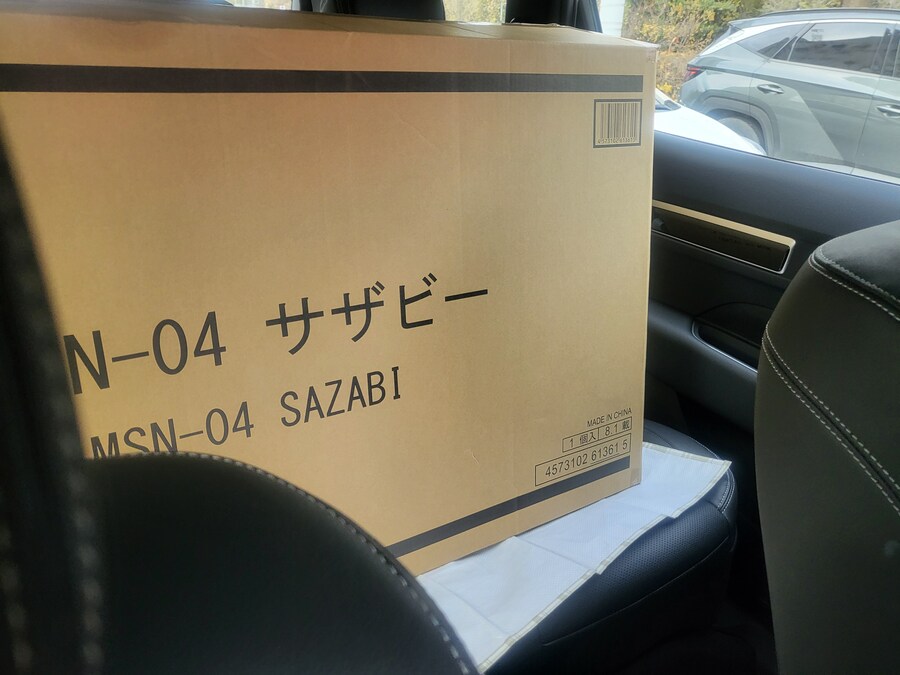 N-04 サザビー
MSN-04 SAZABI
MADE IN CHINA
1 個入 8.1 載
4573102 61361 5